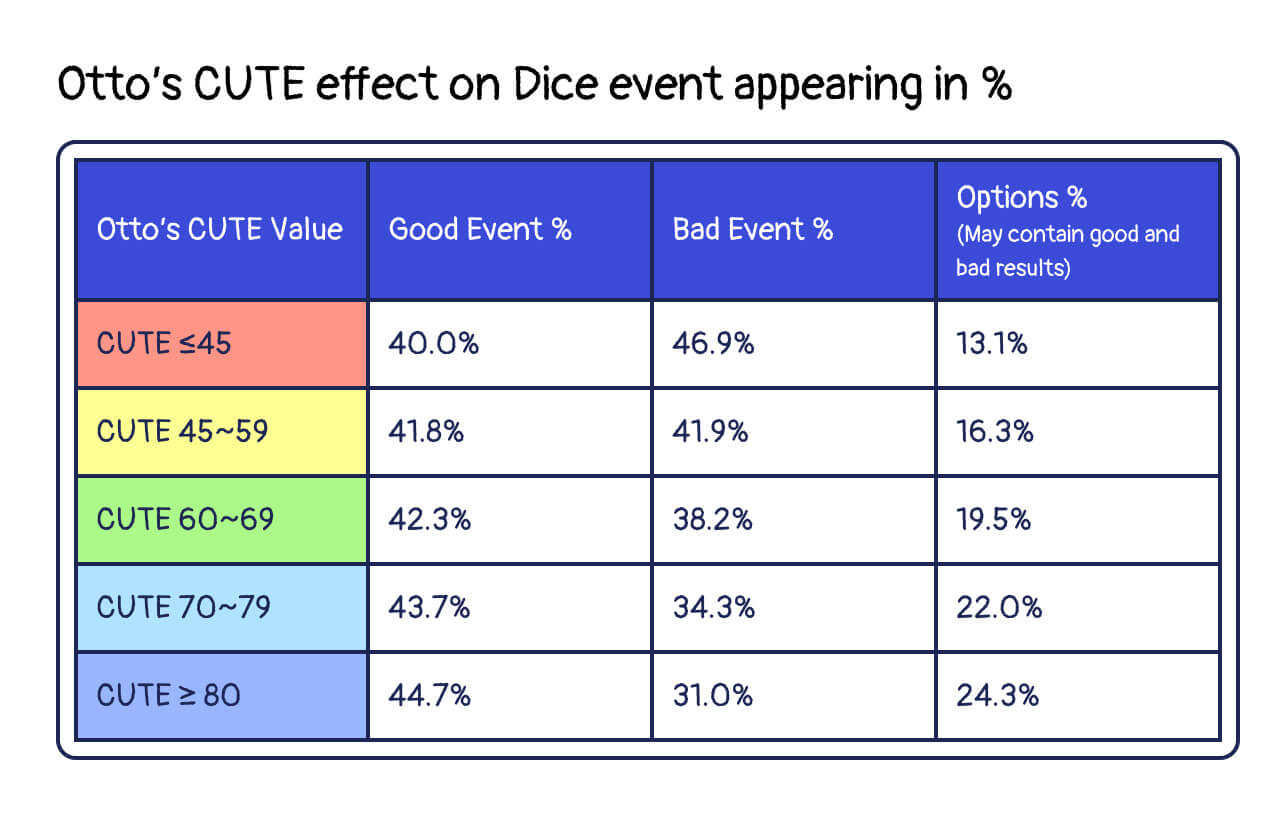 Otto's CUTE effect on Dice event appearing in %
Otto's CUTE Value
Good Event %
Bad Event %
Options %
(May contain good and
bad results)
CUTE ≤45
40.0%
46.9%
13.1%
CUTE 45~59
41.8%
41.9%
16.3%
CUTE 60~69
42.3%
38.2%
19.5%
CUTE 70~79
43.7%
34.3%
22.0%
CUTE ≥ 80
44.7%
31.0%
24.3%